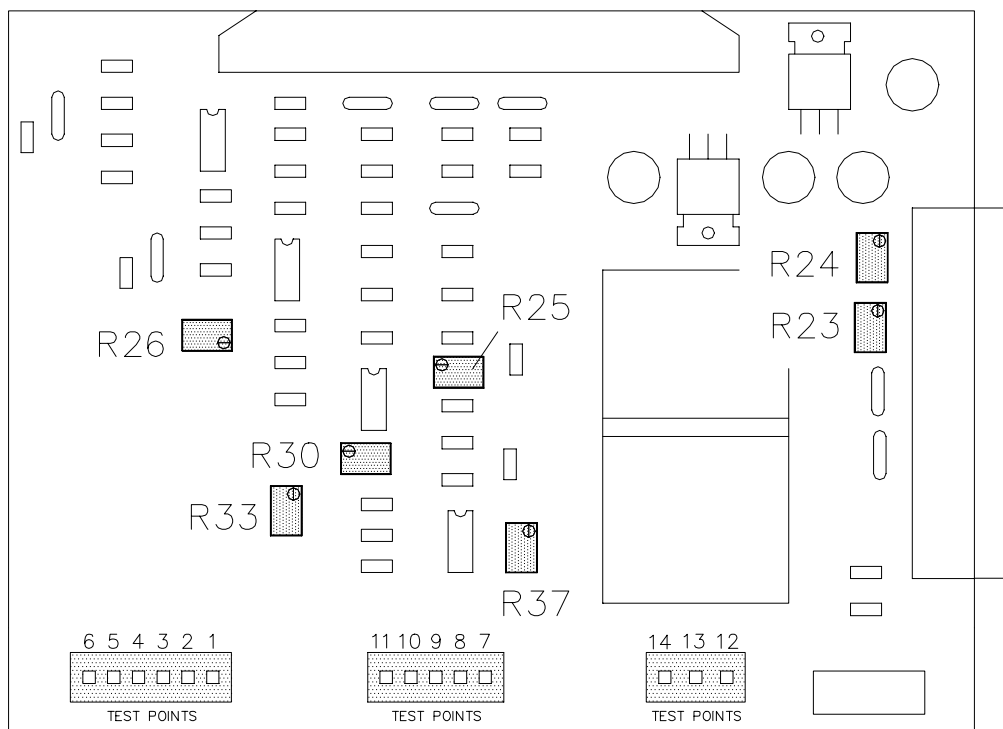 R24
R25
R23
R26
R30
R33
R37
6 5 4 3 2 1
11 10 9 8 7
14 13 12
TEST POINTS
TEST POINTS
TEST POINTS